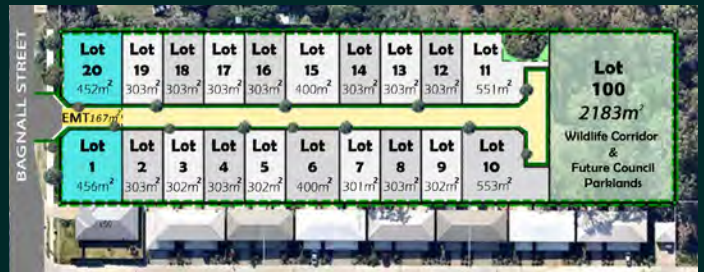 BAGNALL STREET
Lot
20
452m²
Lot
19
303m²
Lot
18
303m²
Lot
17
303m²
Lot
16
303m²
Lot
15
400m²
Lot
14
303m²
Lot
13
303m²
Lot
12
303m²
Lot
11
551m²
Lot
100
2183m²
Wildlife Corridor
&
Future Council
Parklands
EMT 167m²
Lot
1
456m²
Lot
2
303m²
Lot
3
302m²
Lot
4
303m²
Lot
5
302m²
Lot
6
400m²
Lot
7
301m²
Lot
8
303m²
Lot
9
302m²
Lot
10
553m²